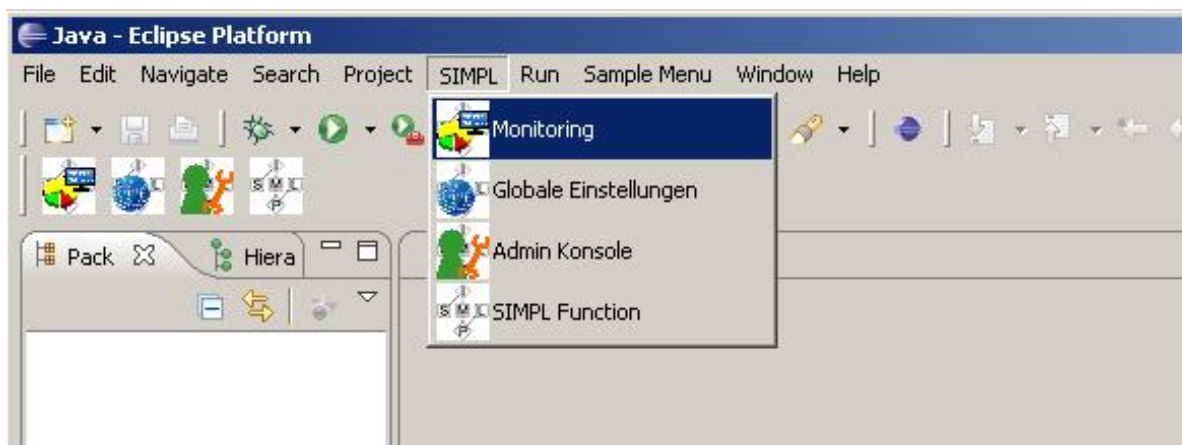 Java - Eclipse Platform
File Edit Navigate Search Project SIMPL Run Sample Menu Window Help
Monitoring
Globale Einstellungen
Admin Konsole
SIMPL Function
S M L
P
Pack Hiera